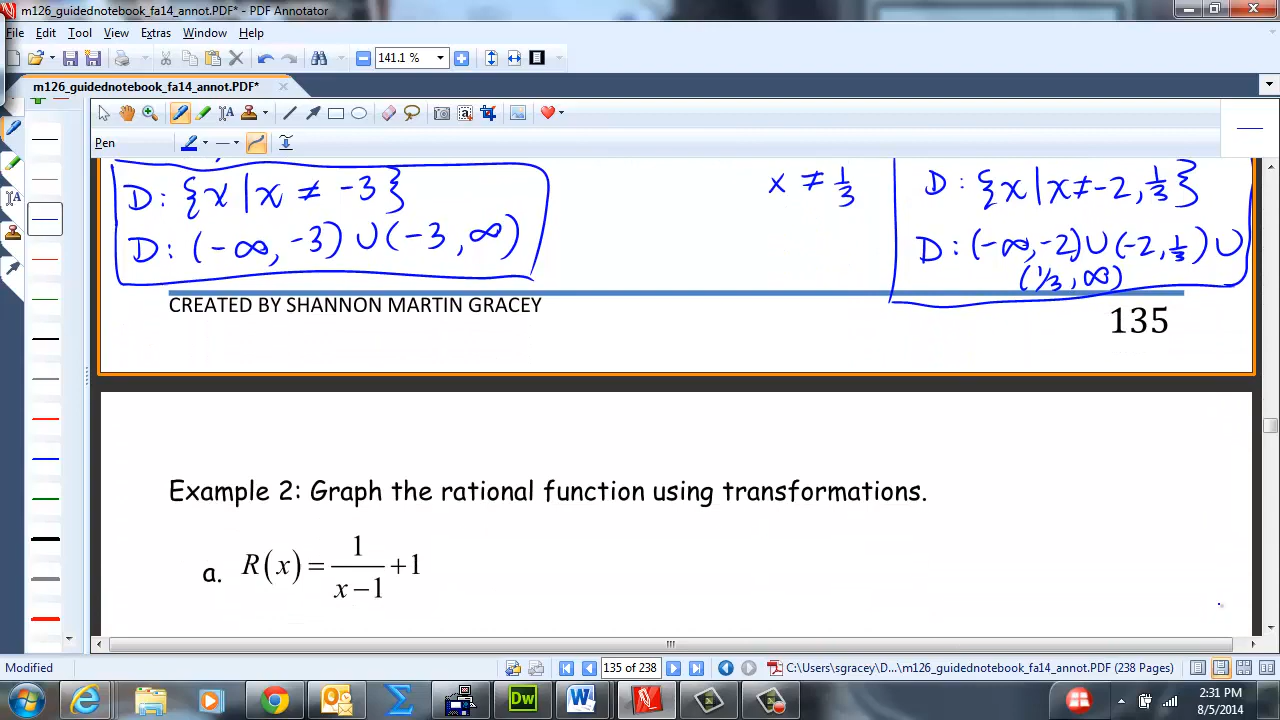 m126_guidednotebook_fa14_annot.PDF* - PDF Annotator
File Edit Tool View Extras Window Help
141.1 %
m126_guidednotebook_fa14_annot.PDF*
Pen
D: {x | x ≠ -3}
D: (-∞, -3) ∪ (-3, ∞)
x ≠ 1/3
D: {x | x ≠ -2, 1/3}
D: (-∞, -2) ∪ (-2, 1/3) ∪
(1/3, ∞)
CREATED BY SHANNON MARTIN GRACEY
135
Example 2: Graph the rational function using transformations.
a. R(x) = 1/(x-1) + 1
Modified
135 of 238
C:\Users\sgracey\D...\m126_guidednotebook_fa14_annot.PDF (238 Pages)
Dw
2:31 PM
8/5/2014